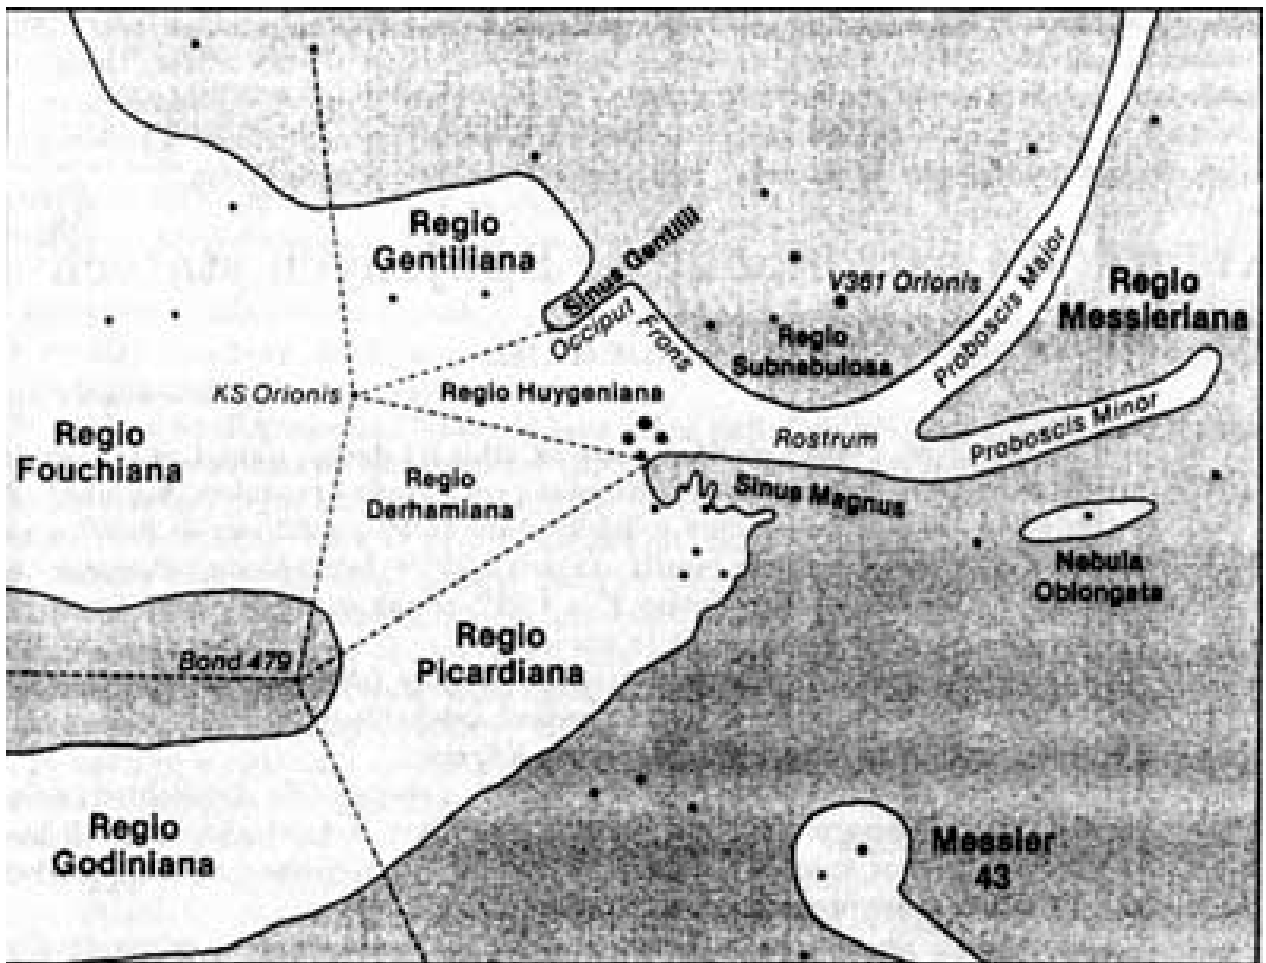 Regio
Gentiliana
Sinus Gentilii
V361 Orionis
Regio
Messieriana
Proboscis Maior
Occiput
Frons
Regio
Subnebulosa
KS Orionis
Regio Huygeniana
Regio
Fouchiana
Rostrum
Proboscis Minor
Regio
Derhamiana
Sinus Magnus
Nebula
Oblongata
Regio
Picardiana
Bond 479
Regio
Godiniana
Messier
43